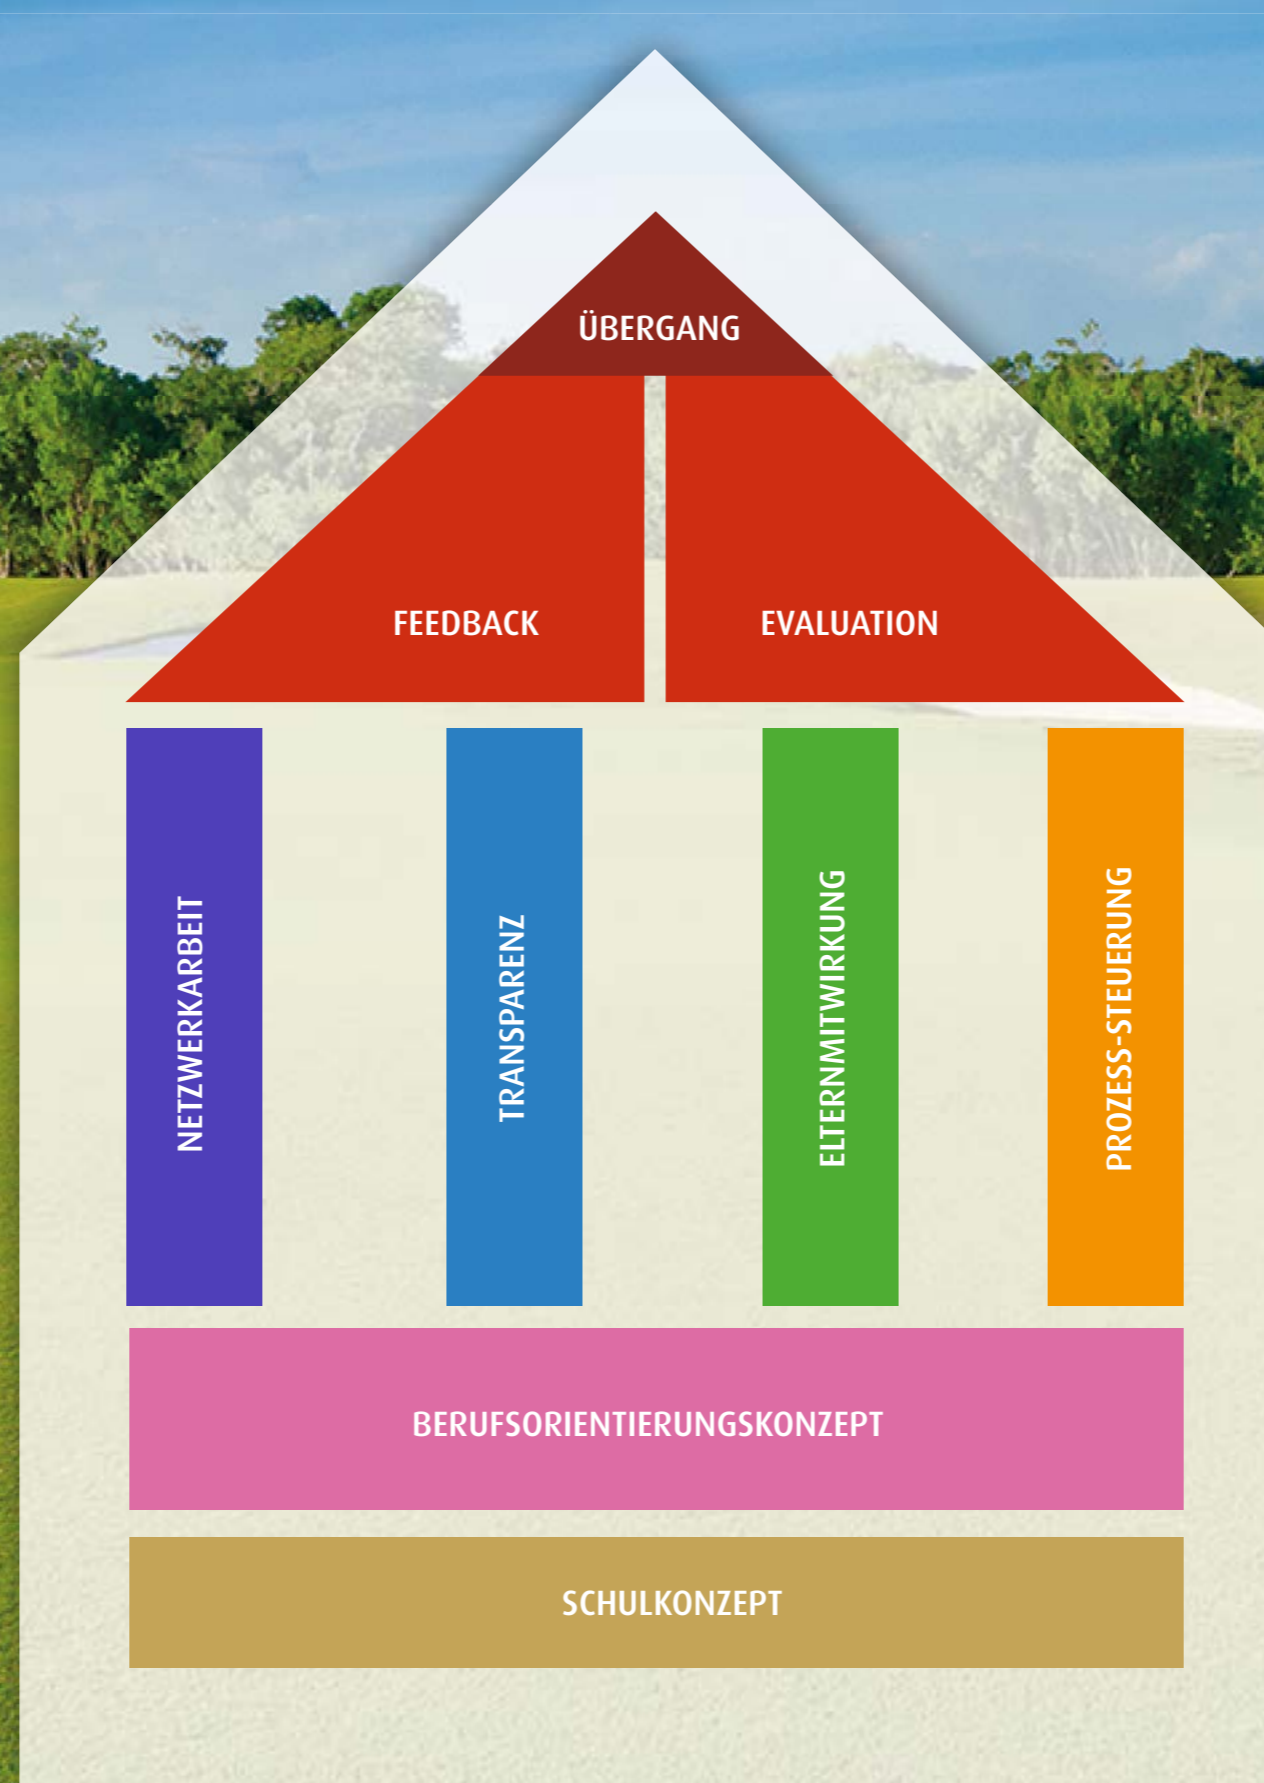 ÜBERGANG
FEEDBACK
EVALUATION
NETZWERKARBEIT
TRANSPARENZ
ELTERNMITWIRKUNG
PROZESS-STEUERUNG
BERUFSORIENTIERUNGSKONZEPT
SCHULKONZEPT